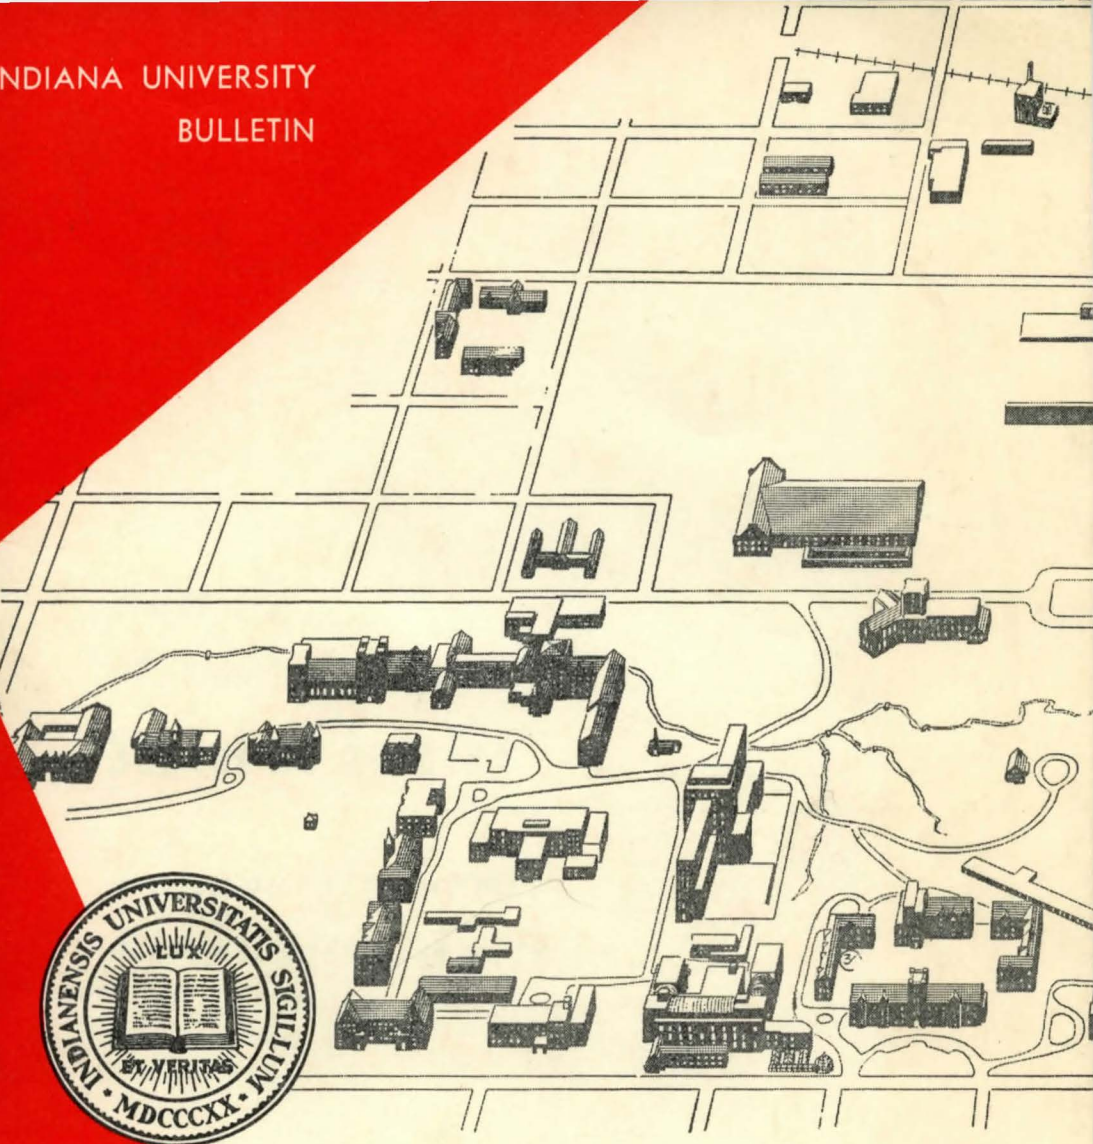 NDIANA UNIVERSITY
BULLETIN
INDIANENSIS UNIVERSITATIS SIGILLUM
LUX
ET VERITAS
MDCCCXX